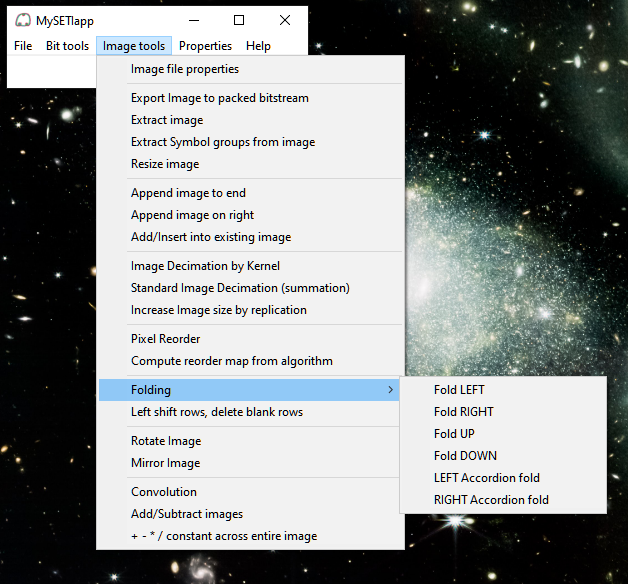 MySETIapp
File Bit tools Image tools Properties Help
Image file properties
Export Image to packed bitstream
Extract image
Extract Symbol groups from image
Resize image
Append image to end
Append image on right
Add/Insert into existing image
Image Decimation by Kernel
Standard Image Decimation (summation)
Increase Image size by replication
Pixel Reorder
Compute reorder map from algorithm
Folding
Left shift rows, delete blank rows
Rotate Image
Mirror Image
Convolution
Add/Subtract images
+ - * / constant across entire image
Fold LEFT
Fold RIGHT
Fold UP
Fold DOWN
LEFT Accordion fold
RIGHT Accordion fold